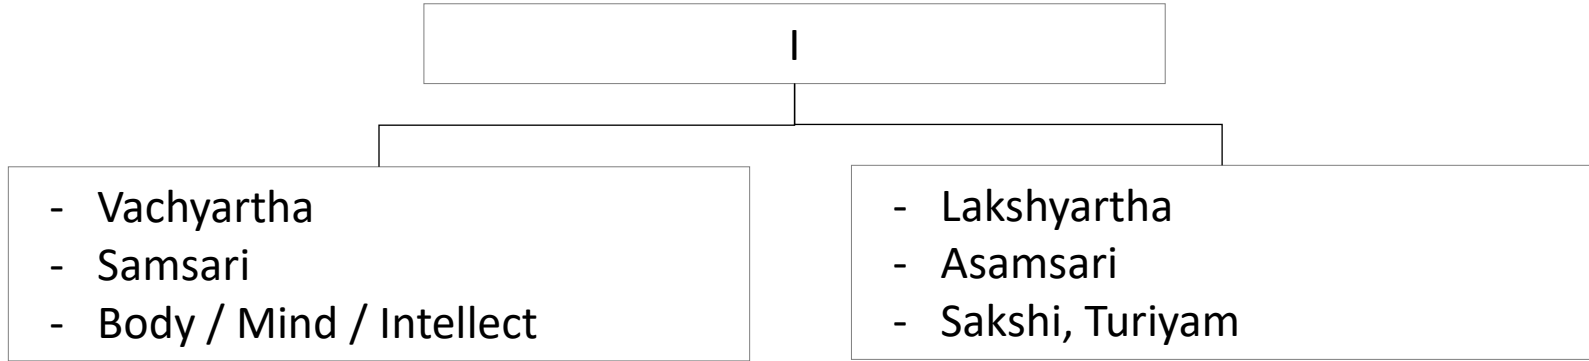 I
- Vachyartha
- Samsari
- Body / Mind / Intellect
- Lakshyartha
- Asamsari
- Sakshi, Turiyam